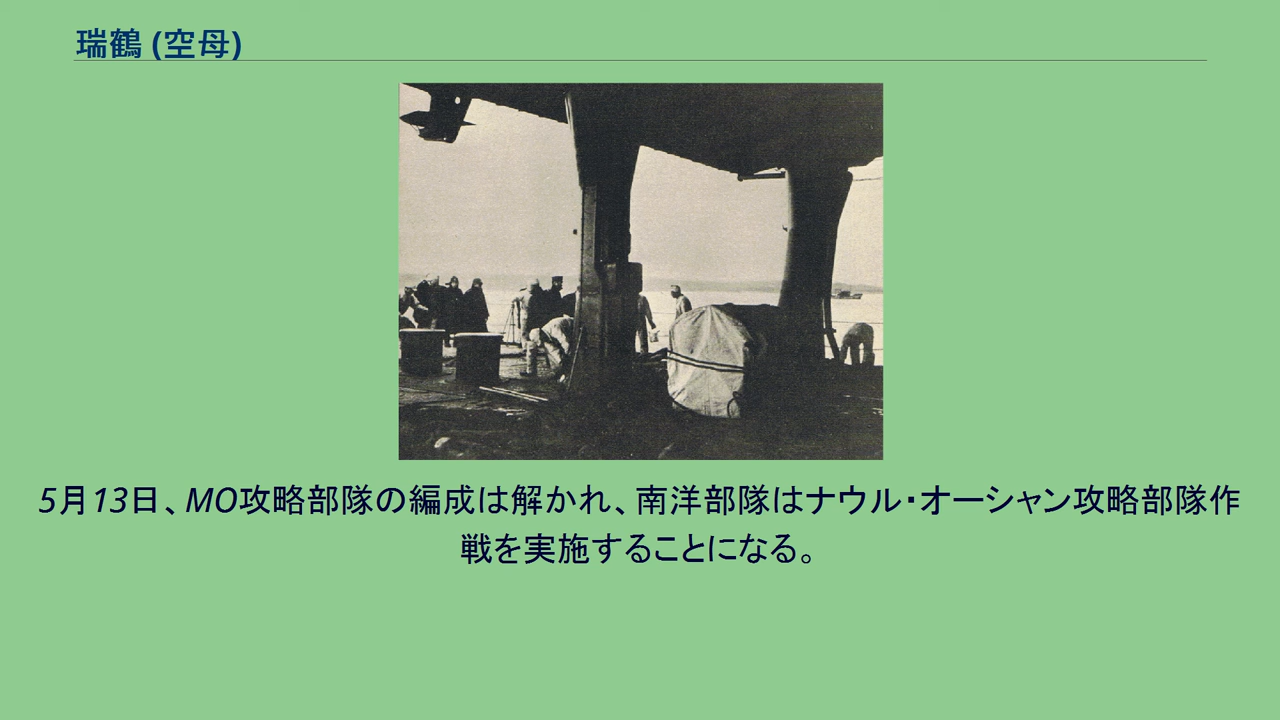 瑞鶴 (空母)
5月13日、MO攻略部隊の編成は解かれ、南洋部隊はナウル・オーシャン攻略部隊作
戦を実施することになる。